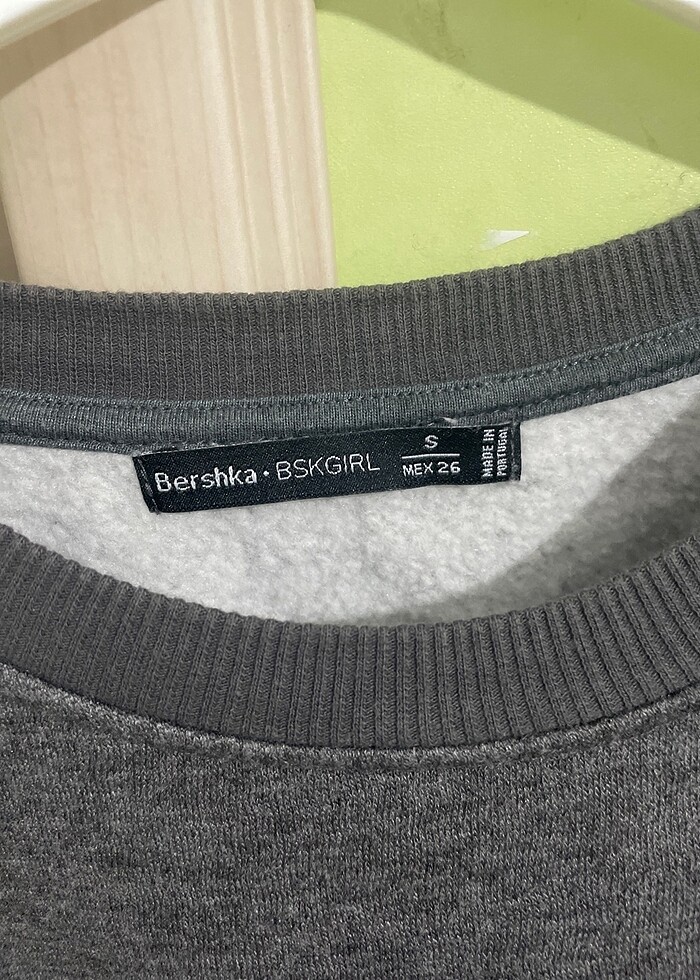 Bershka • BSKGIRL
S
MEX 26
MADE IN
PORTUGAL